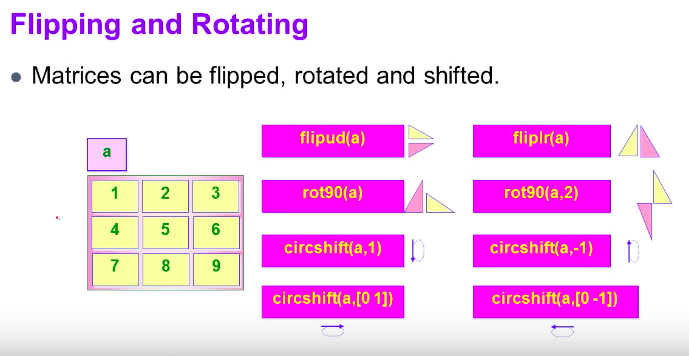 Flipping and Rotating
Matrices can be flipped, rotated and shifted.
a
1 2 3
4 5 6
7 8 9
flipud(a)
fliplr(a)
rot90(a)
rot90(a,2)
circshift(a,1)
circshift(a,-1)
circshift(a,[0 1])
circshift(a,[0 -1])